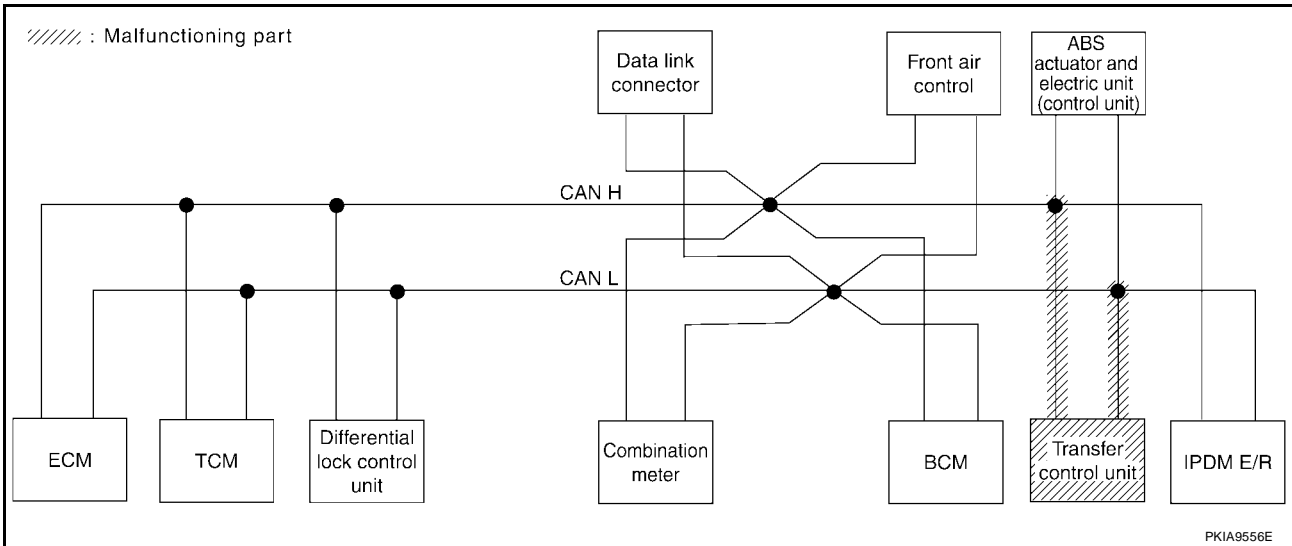 : Malfunctioning part
Data link
connector
Front air
control
ABS
actuator and
electric unit
(control unit)
CAN H
CAN L
ECM
TCM
Differential
lock control
unit
Combination
meter
BCM
Transfer
control unit
IPDM E/R
PKIA9556E